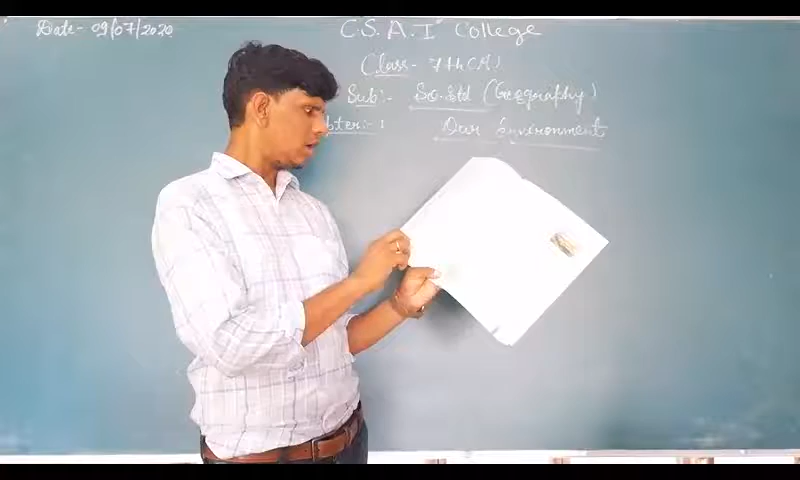 Date- 09/07/2020
C.S.A.I College
Class- 7th (A)
Sub:- So.Std (Geography)
pter:- 1 Our Environment